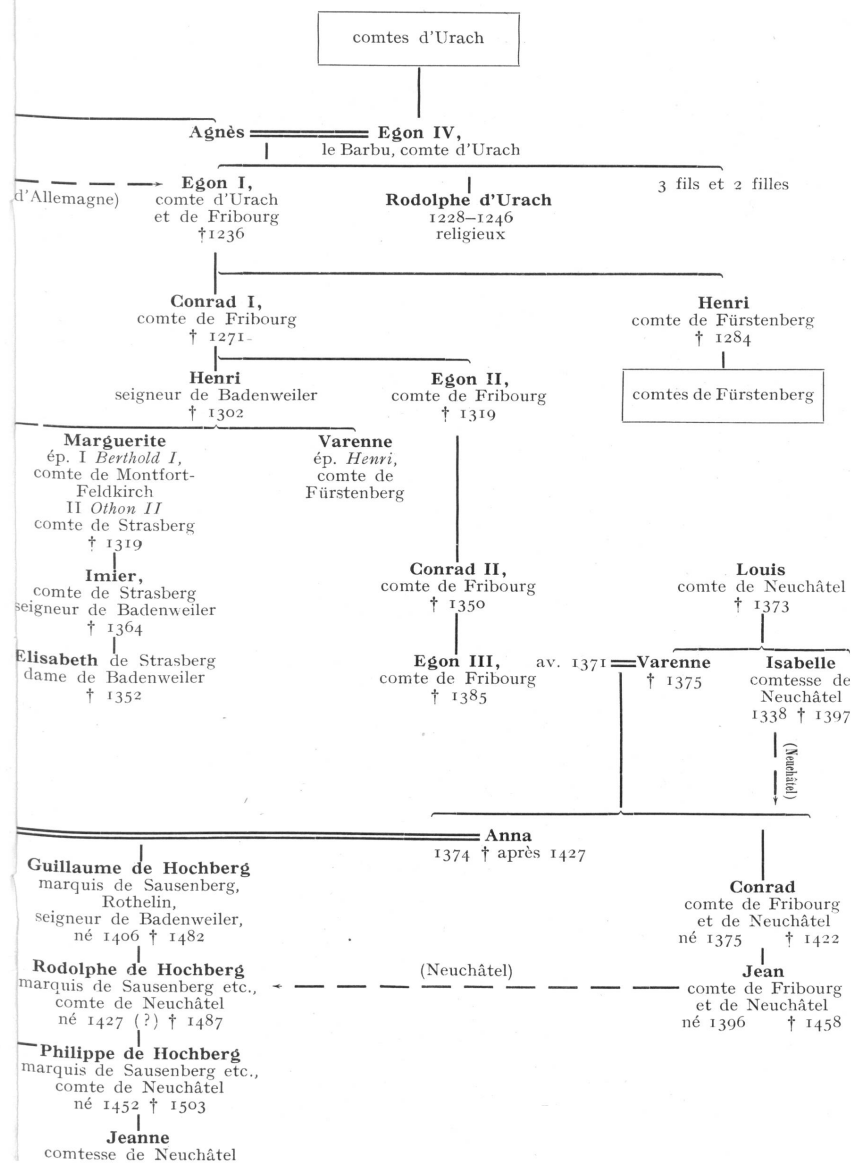 comtes d'Urach
Agnès Egon IV,
le Barbu, comte d'Urach
d'Allemagne)
Egon I,
comte d'Urach
et de Fribourg
†1236
Rodolphe d'Urach
1228–1246
religieux
3 fils et 2 filles
Conrad I,
comte de Fribourg
† 1271
Henri
comte de Fürstenberg
† 1284
Henri
seigneur de Badenweiler
† 1302
Egon II,
comte de Fribourg
† 1319
comtes de Fürstenberg
Marguerite
ép. I Berthold I,
comte de Montfort-
Feldkirch
II Othon II
comte de Strasberg
† 1319
Varenne
ép. Henri,
comte de
Fürstenberg
Imier,
comte de Strasberg
seigneur de Badenweiler
† 1364
Conrad II,
comte de Fribourg
† 1350
Louis
comte de Neuchâtel
† 1373
Elisabeth de Strasberg
dame de Badenweiler
† 1352
Egon III,
comte de Fribourg
† 1385
av. 1371
Varenne
† 1375
Isabelle
comtesse de
Neuchâtel
1338 † 1397
(Neuchâtel)
Anna
1374 † après 1427
Guillaume de Hochberg
marquis de Sausenberg,
Rothelin,
seigneur de Badenweiler,
né 1406 † 1482
Conrad
comte de Fribourg
et de Neuchâtel
né 1375 † 1422
Rodolphe de Hochberg
marquis de Sausenberg etc.,
comte de Neuchâtel
né 1427 (?) † 1487
(Neuchâtel)
Jean
comte de Fribourg
et de Neuchâtel
né 1396 † 1458
Philippe de Hochberg
marquis de Sausenberg etc.,
comte de Neuchâtel
né 1452 † 1503
Jeanne
comtesse de Neuchâtel